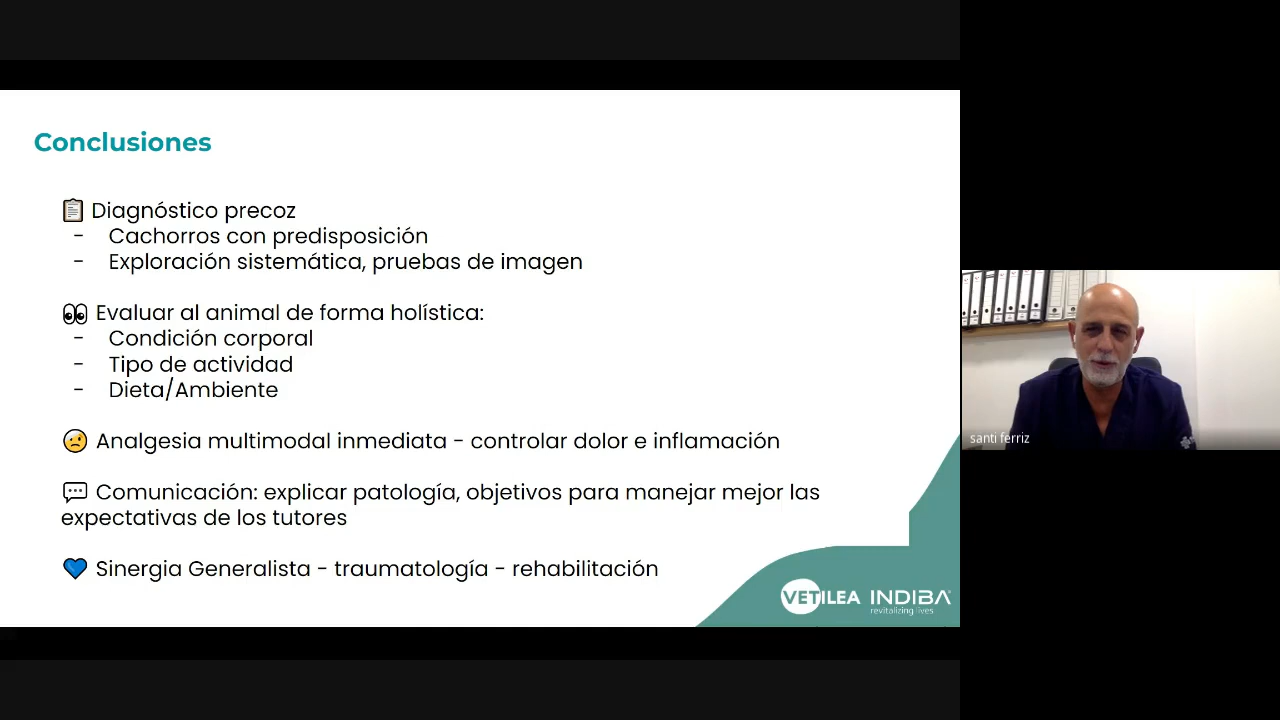 Conclusiones
📋 Diagnóstico precoz
- Cachorros con predisposición
- Exploración sistemática, pruebas de imagen
👀 Evaluar al animal de forma holística:
- Condición corporal
- Tipo de actividad
- Dieta/Ambiente
🤕 Analgesia multimodal inmediata - controlar dolor e inflamación
💬 Comunicación: explicar patología, objetivos para manejar mejor las
expectativas de los tutores
💙 Sinergia Generalista - traumatología - rehabilitación
VETILEA INDIBA
revitalizing lives
santi ferriz